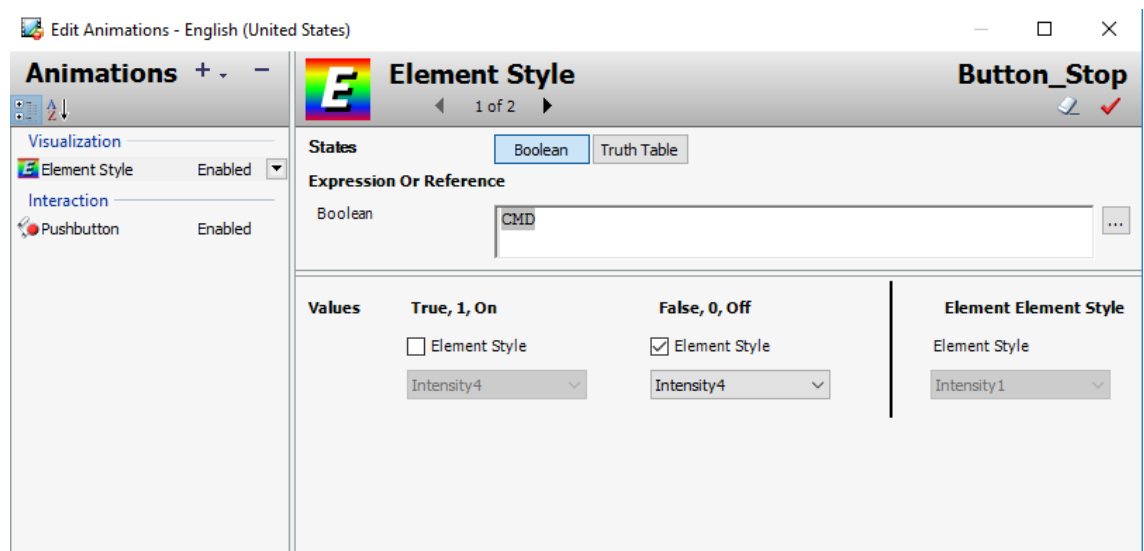 Edit Animations - English (United States)
Animations + -
Element Style
1 of 2
Button_Stop
Visualization
Element Style Enabled
Interaction
Pushbutton Enabled
States Boolean Truth Table
Expression Or Reference
Boolean CMD ...
Values True, 1, On False, 0, Off Element Element Style
Element Style Element Style Element Style
Intensity4 Intensity4 Intensity1